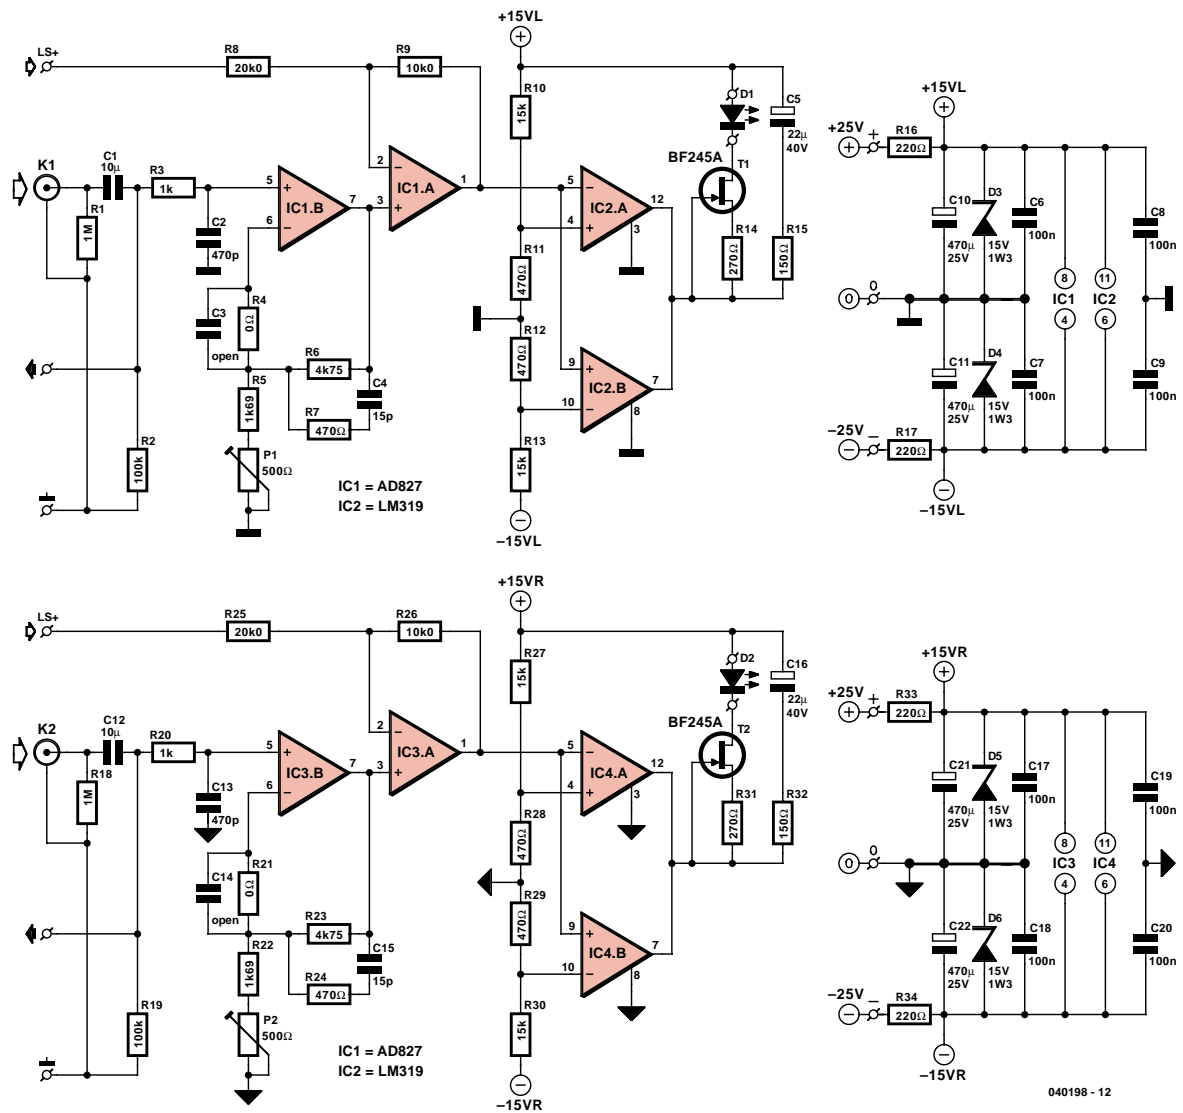 +15VL
LS+
R8
20k0
R9
10k0
R10
15k
D1
C5
22µ
40V
+15VL
+25V
+
R16
220Ω
K1
C1
10µ
R3
1k
R1
1M
C2
470p
5
+
6
−
IC1.B
7
2
−
3
+
IC1.A
1
5
−
4
+
IC2.A
12
3
BF245A
T1
R14
270Ω
R15
150Ω
R11
470Ω
C10
470µ
25V
D3
15V
1W3
C6
100n
C8
100n
0
0
8
IC1
4
11
IC2
6
C3
open
R4
0Ω
R6
4k75
R5
1k69
R7
470Ω
C4
15p
R12
470Ω
9
+
10
−
IC2.B
7
8
C11
470µ
25V
D4
15V
1W3
C7
100n
C9
100n
R2
100k
P1
500Ω
R13
15k
−25V
−
R17
220Ω
IC1 = AD827
IC2 = LM319
−15VL
−15VL
+15VR
LS+
R25
20k0
R26
10k0
R27
15k
D2
C16
22µ
40V
+15VR
+25V
+
R33
220Ω
K2
C12
10µ
R20
1k
R18
1M
C13
470p
5
+
6
−
IC3.B
7
2
−
3
+
IC3.A
1
5
−
4
+
IC4.A
12
3
BF245A
T2
R31
270Ω
R32
150Ω
R28
470Ω
C21
470µ
25V
D5
15V
1W3
C17
100n
C19
100n
0
0
8
IC3
4
11
IC4
6
C14
open
R21
0Ω
R23
4k75
R22
1k69
R24
470Ω
C15
15p
R29
470Ω
9
+
10
−
IC4.B
7
8
C22
470µ
25V
D6
15V
1W3
C18
100n
C20
100n
R19
100k
P2
500Ω
R30
15k
−25V
−
R34
220Ω
IC1 = AD827
IC2 = LM319
−15VR
−15VR
040198 - 12